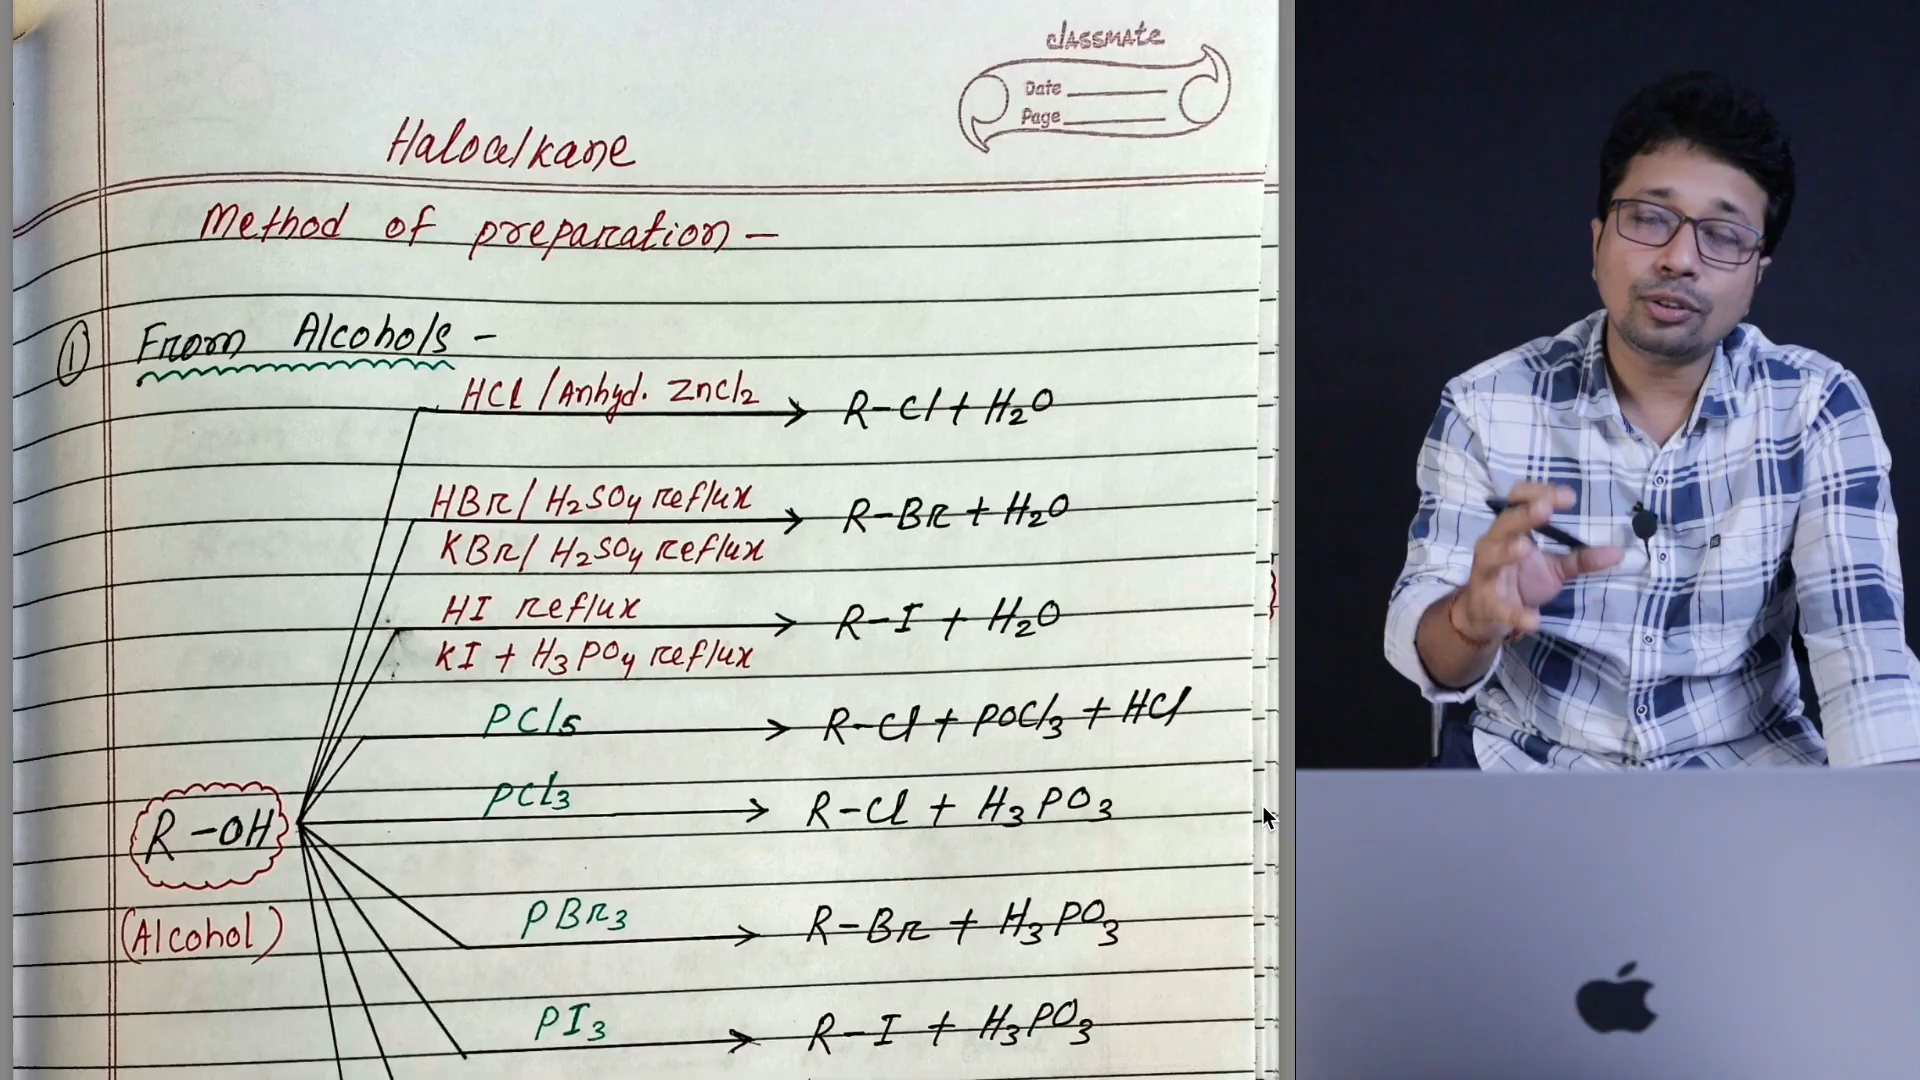 classmate
Date
Page
Haloalkane
Method of preparation -
① From Alcohols -
HCl / Anhyd. ZnCl₂ → R-Cl + H₂O
HBr / H₂SO₄ reflux → R-Br + H₂O
KBr / H₂SO₄ reflux
HI reflux → R-I + H₂O
KI + H₃PO₄ reflux
PCl₅ → R-Cl + POCl₃ + HCl
PCl₃ → R-Cl + H₃PO₃
R-OH
(Alcohol)
PBr₃ → R-Br + H₃PO₃
PI₃ → R-I + H₃PO₃